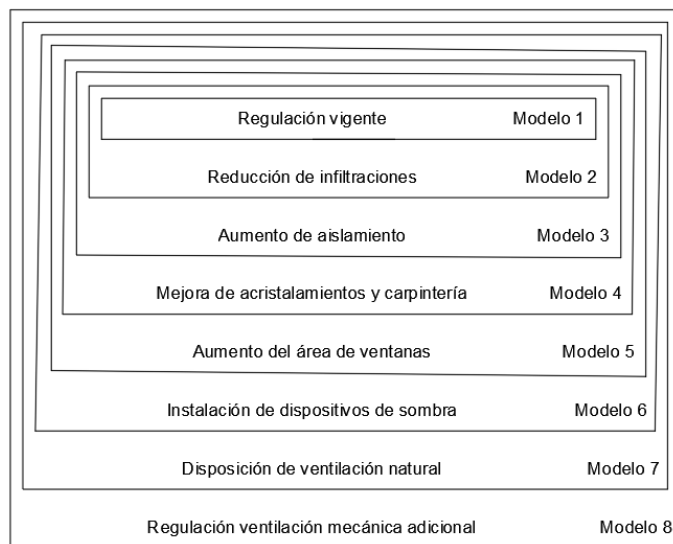 Regulación vigente Modelo 1
Reducción de infiltraciones Modelo 2
Aumento de aislamiento Modelo 3
Mejora de acristalamientos y carpintería Modelo 4
Aumento del área de ventanas Modelo 5
Instalación de dispositivos de sombra Modelo 6
Disposición de ventilación natural Modelo 7
Regulación ventilación mecánica adicional Modelo 8